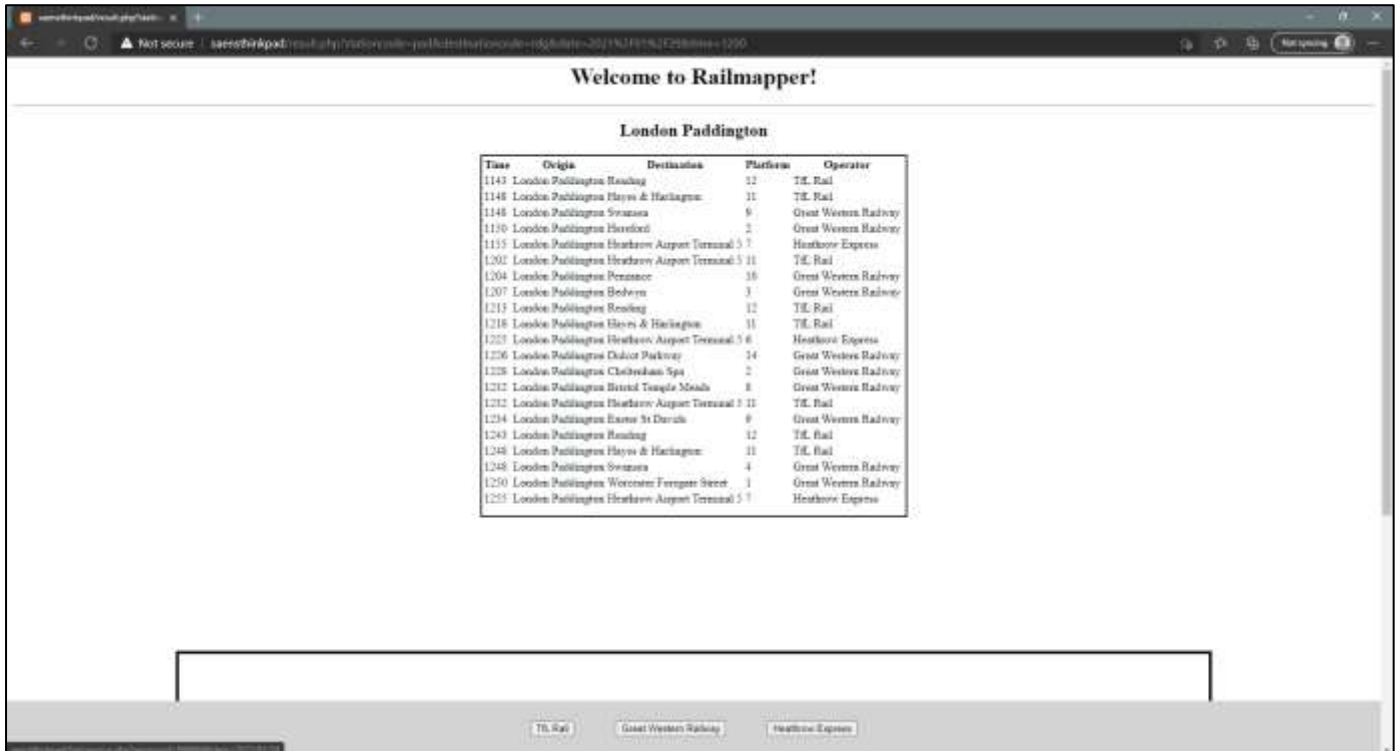 Not secure saensthinkpad
Not syncing
Welcome to Railmapper!
London Paddington
Time Origin Destination Platform Operator
1143 London Paddington Reading 12 TfL Rail
1148 London Paddington Hayes & Harlington 11 TfL Rail
1148 London Paddington Swansea 9 Great Western Railway
1150 London Paddington Hereford 2 Great Western Railway
1155 London Paddington Heathrow Airport Terminal 5 7 Heathrow Express
1202 London Paddington Heathrow Airport Terminal 5 11 TfL Rail
1204 London Paddington Penzance Great Western Railway
1207 London Paddington Bedwyn 3 Great Western Railway
1213 London Paddington Reading 12 TfL Rail
1218 London Paddington Hayes & Harlington 11 TfL Rail
1225 London Paddington Heathrow Airport Terminal 5 6 Heathrow Express
London Paddington Didcot Parkway 14 Great Western Railway
London Paddington Cheltenham Spa 2 Great Western Railway
1232 London Paddington Bristol Temple Meads 8 Great Western Railway
1232 London Paddington Heathrow Airport Terminal 5 11 TfL Rail
1234 London Paddington Exeter St Davids 9 Great Western Railway
1243 London Paddington Reading 12 TfL Rail
1248 London Paddington Hayes & Harlington 11 TfL Rail
1248 London Paddington Swansea 4 Great Western Railway
1250 London Paddington Worcester Foregate Street 1 Great Western Railway
1255 London Paddington Heathrow Airport Terminal 5 7 Heathrow Express
TfL Rail Great Western Railway Heathrow Express